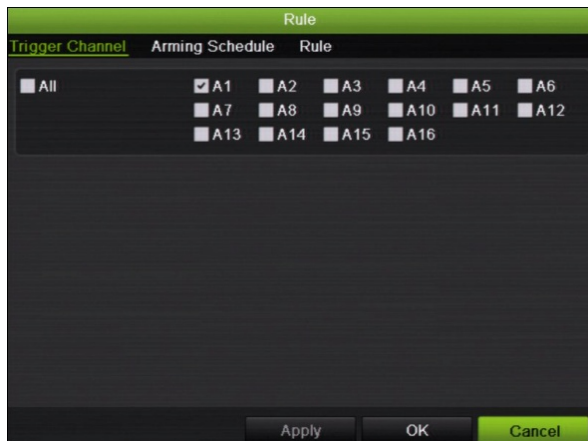 Rule
Trigger Channel Arming Schedule Rule
All A1 A2 A3 A4 A5 A6
A7 A8 A9 A10 A11 A12
A13 A14 A15 A16
Apply OK Cancel